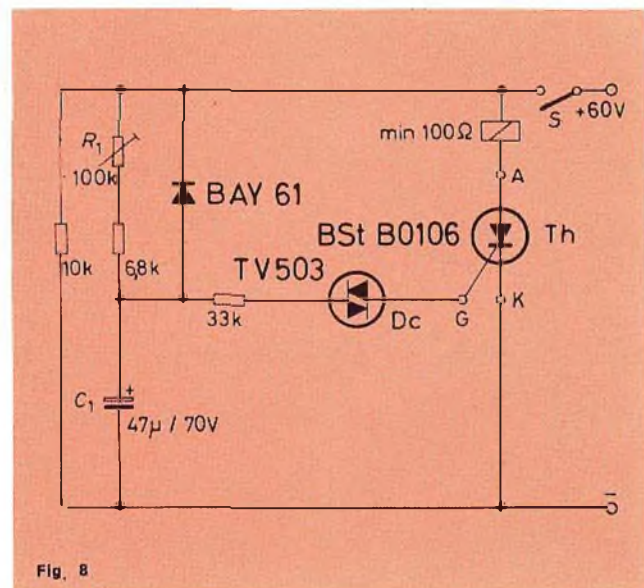 S
+60V
min 100Ω
R₁
100k
BAY 61
A
BSt B0106
Th
10k
6,8k
TV503
33k
Dc
G
K
C₁
+
47μ / 70V
-
Fig. 8